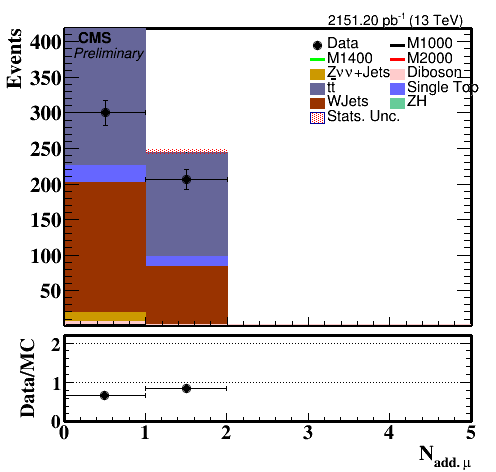 2151.20 pb⁻¹ (13 TeV)
CMS
Preliminary
Events
400
350
300
250
200
150
100
50
Data
M1000
M1400
M2000
Zνν+Jets
Diboson
tt̄
Single Top
WJets
ZH
Stats. Unc.
Data/MC
2
1
0
0 1 2 3 4 5
N_add. μ